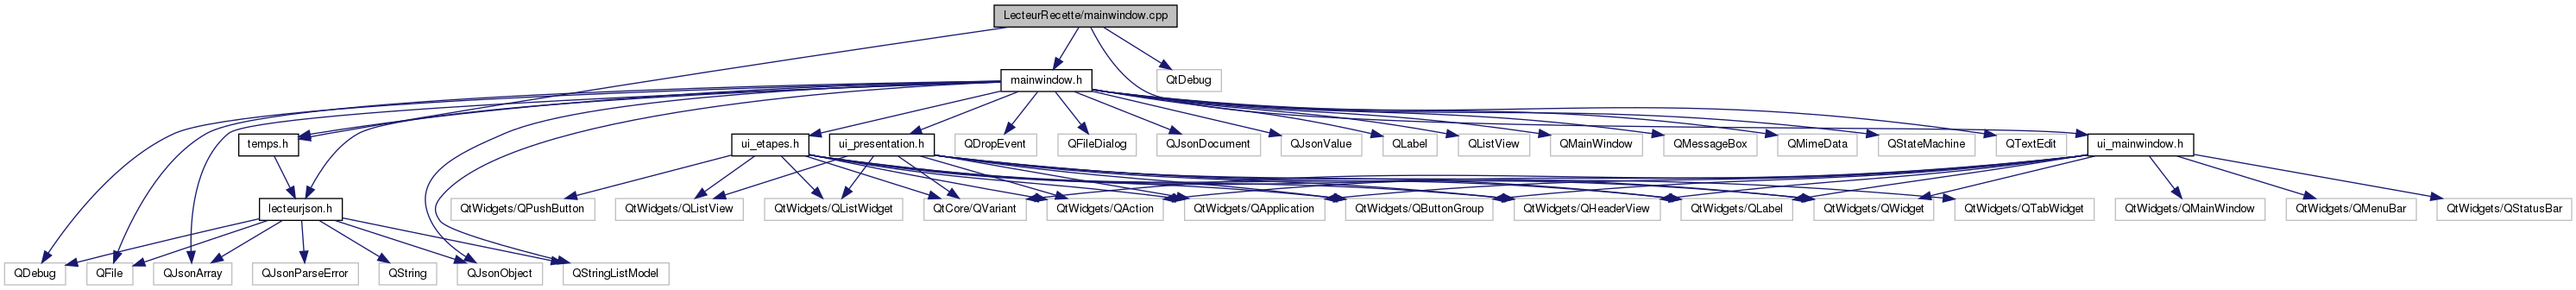 LecteurRecette/mainwindow.cpp
mainwindow.h
QtDebug
temps.h
ui_etapes.h
ui_presentation.h
QDropEvent
QFileDialog
QJsonDocument
QJsonValue
QLabel
QListView
QMainWindow
QMessageBox
QMimeData
QStateMachine
QTextEdit
ui_mainwindow.h
lecteurjson.h
QtWidgets/QPushButton
QtWidgets/QListView
QtWidgets/QListWidget
QtCore/QVariant
QtWidgets/QAction
QtWidgets/QApplication
QtWidgets/QButtonGroup
QtWidgets/QHeaderView
QtWidgets/QLabel
QtWidgets/QWidget
QtWidgets/QTabWidget
QtWidgets/QMainWindow
QtWidgets/QMenuBar
QtWidgets/QStatusBar
QDebug
QFile
QJsonArray
QJsonParseError
QString
QJsonObject
QStringListModel